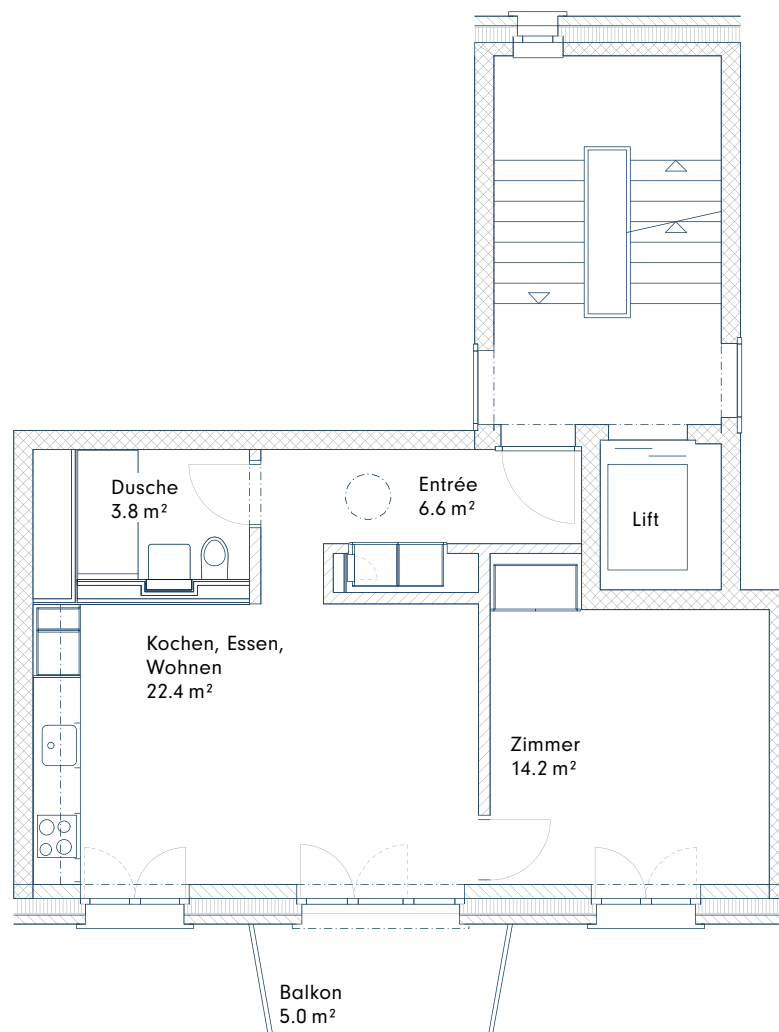 Dusche
3.8 m²
Entrée
6.6 m²
Lift
Kochen, Essen,
Wohnen
22.4 m²
Zimmer
14.2 m²
Balkon
5.0 m²